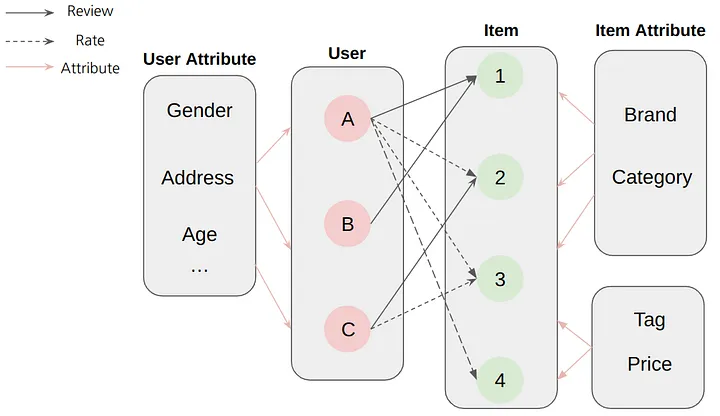 Review
Rate
Attribute
User Attribute
Gender
Address
Age
...
User
A
B
C
Item
1
2
3
4
Item Attribute
Brand
Category
Tag
Price